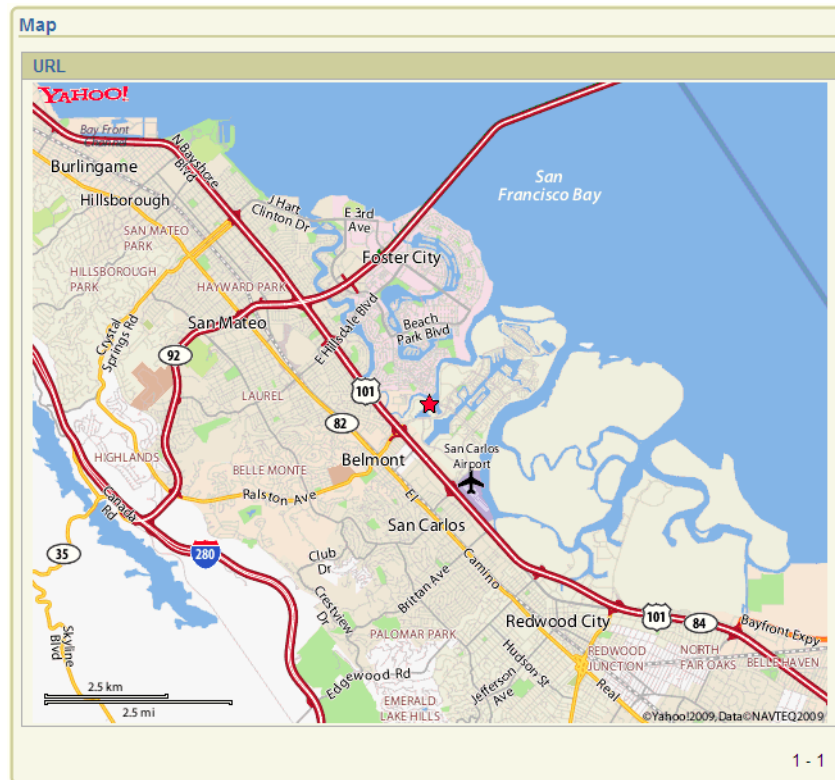 Map
URL
YAHOO!
Bay Front
Channel
Burlingame
N Bayshore
Blvd
Hillsborough
J Hart
Clinton Dr
E 3rd
Ave
San
Francisco Bay
SAN MATEO
PARK
Foster City
HILLSBOROUGH
PARK
HAYWARD PARK
San Mateo
E Hillsdale Blvd
Beach
Park Blvd
Crystal
Springs Rd
92
101
LAUREL
82
HIGHLANDS
BELLE MONTE
Belmont
San Carlos
Airport
Ralston Ave
Canada
Rd
El
San Carlos
35
280
Club
Dr
Camino
Crestview
Dr
Brittan Ave
Redwood City
101
84
Bayfront Expy
Skyline
Blvd
PALOMAR PARK
Hudson St
REDWOOD
JUNCTION
NORTH
FAIR OAKS
BELLE HAVEN
Edgewood Rd
Jefferson
Ave
Real
EMERALD
LAKE HILLS
2.5 km
2.5 mi
©Yahoo!2009,Data©NAVTEQ2009
1 - 1